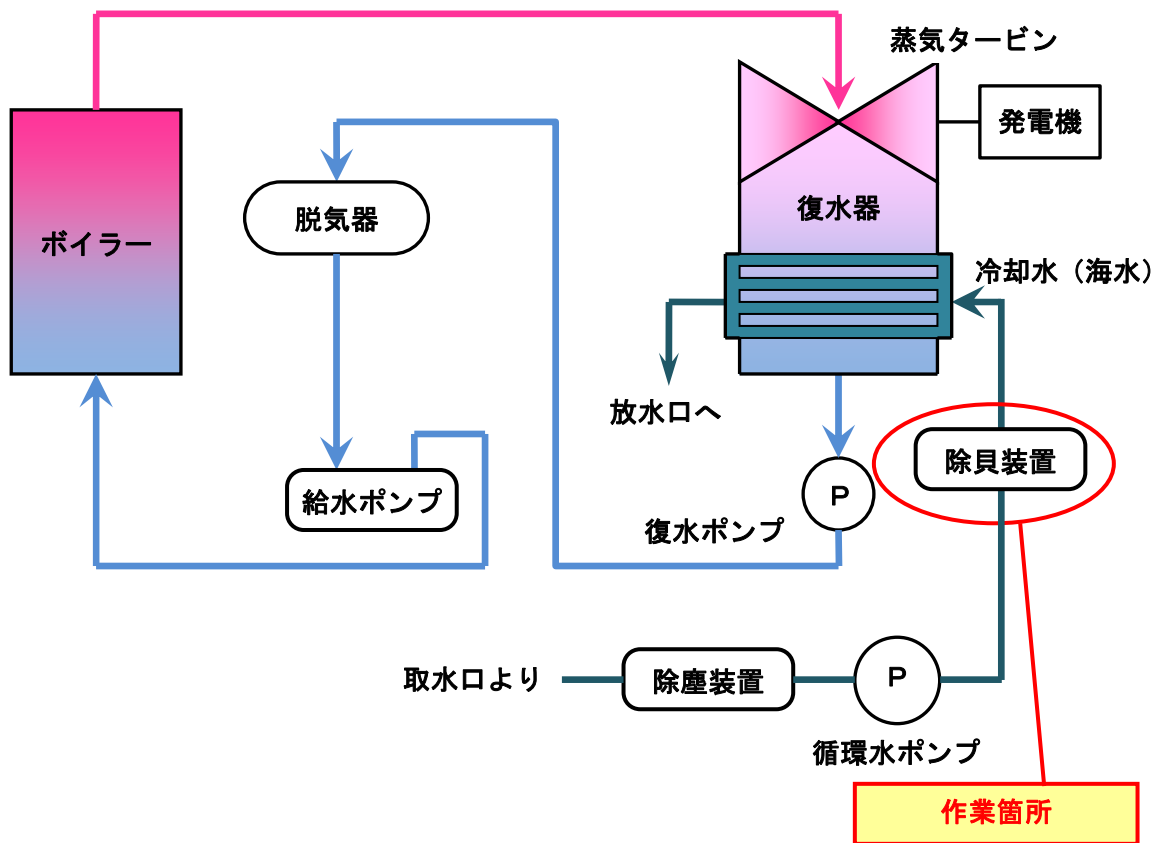 蒸気タービン
発電機
復水器
脱気器
ボイラー
冷却水（海水）
放水口へ
除貝装置
給水ポンプ
P
復水ポンプ
取水口より
除塵装置
P
循環水ポンプ
作業箇所